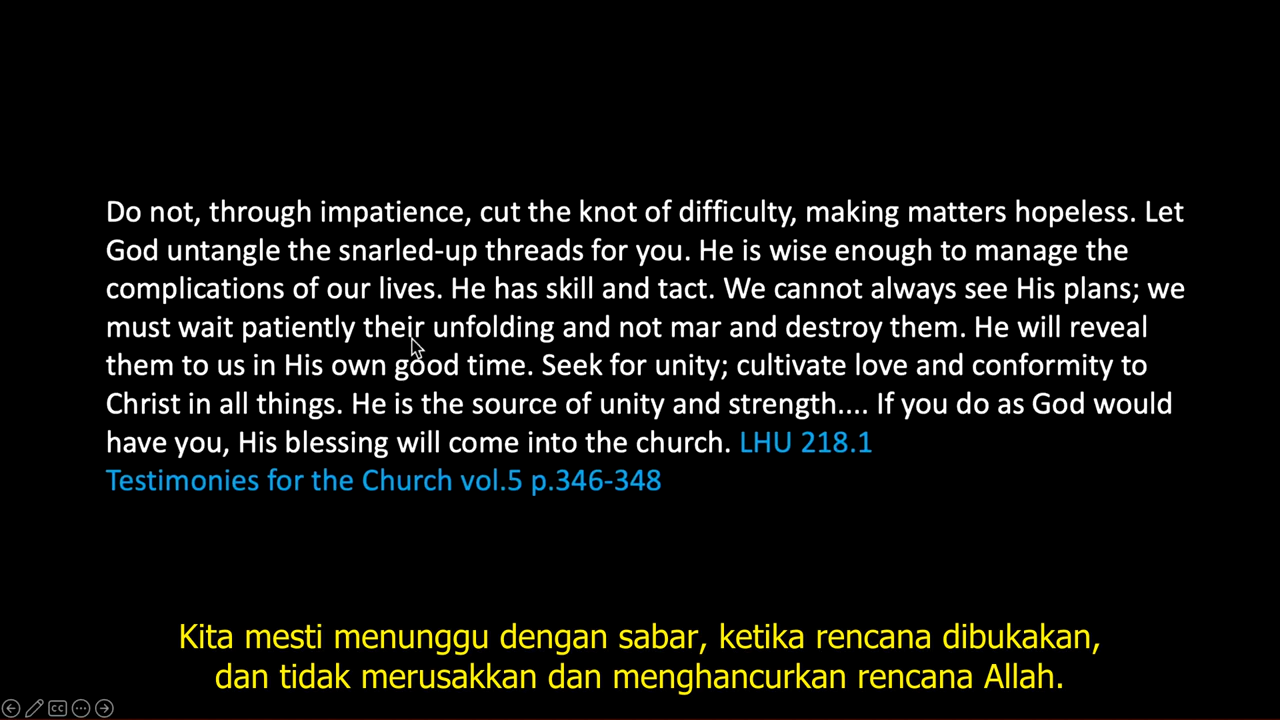 Do not, through impatience, cut the knot of difficulty, making matters hopeless. Let
God untangle the snarled-up threads for you. He is wise enough to manage the
complications of our lives. He has skill and tact. We cannot always see His plans; we
must wait patiently their unfolding and not mar and destroy them. He will reveal
them to us in His own good time. Seek for unity; cultivate love and conformity to
Christ in all things. He is the source of unity and strength.... If you do as God would
have you, His blessing will come into the church. LHU 218.1
Testimonies for the Church vol.5 p.346-348
Kita mesti menunggu dengan sabar, ketika rencana dibukakan,
dan tidak merusakkan dan menghancurkan rencana Allah.
CC